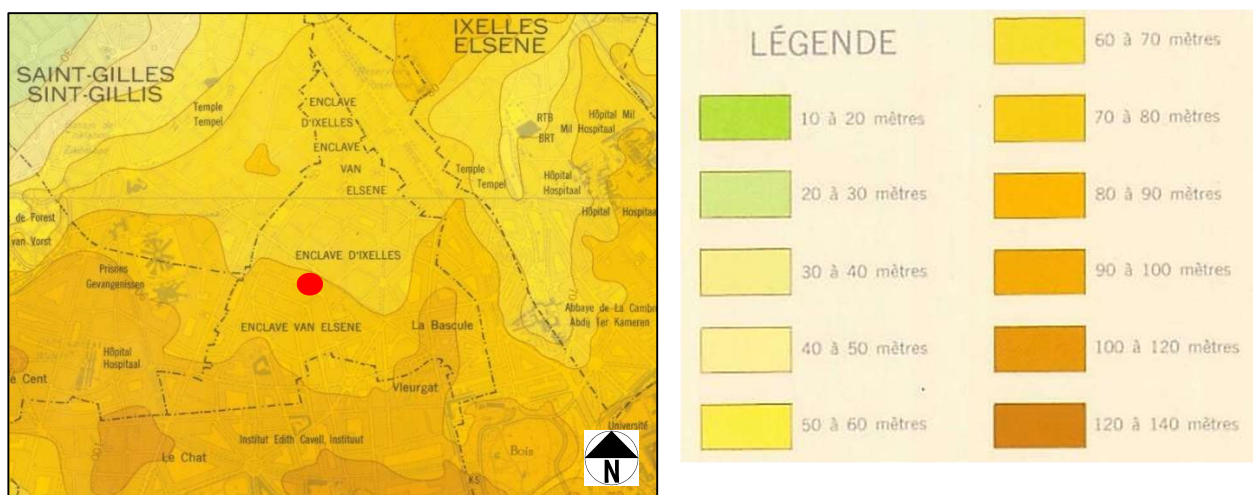 IXELLES
ELSENE
SAINT-GILLES
SINT-GILLIS
Temple
Tempel
ENCLAVE
D'IXELLES
ENCLAVE
VAN
ELSENE
RTB
BRT
Hôpital Mil
Mil Hospitaal
Temple
Tempel
Hôpital
Hospitaal
Hôpital
Hospitaa
de Forest
van Vorst
ENCLAVE D'IXELLES
Prisons
Gevangenissen
ENCLAVE VAN ELSENE
La Bascule
Abbaye de La Cambre
Abdij Ter Kameren
Hôpital
Hospitaal
é Cent
Vleurgat
Institut Edith Cavell, Instituut
Le Chat
Université
Bois
KS
N
LÉGENDE
10 à 20 mètres
20 à 30 mètres
30 à 40 mètres
40 à 50 mètres
50 à 60 mètres
60 à 70 mètres
70 à 80 mètres
80 à 90 mètres
90 à 100 mètres
100 à 120 mètres
120 à 140 mètres